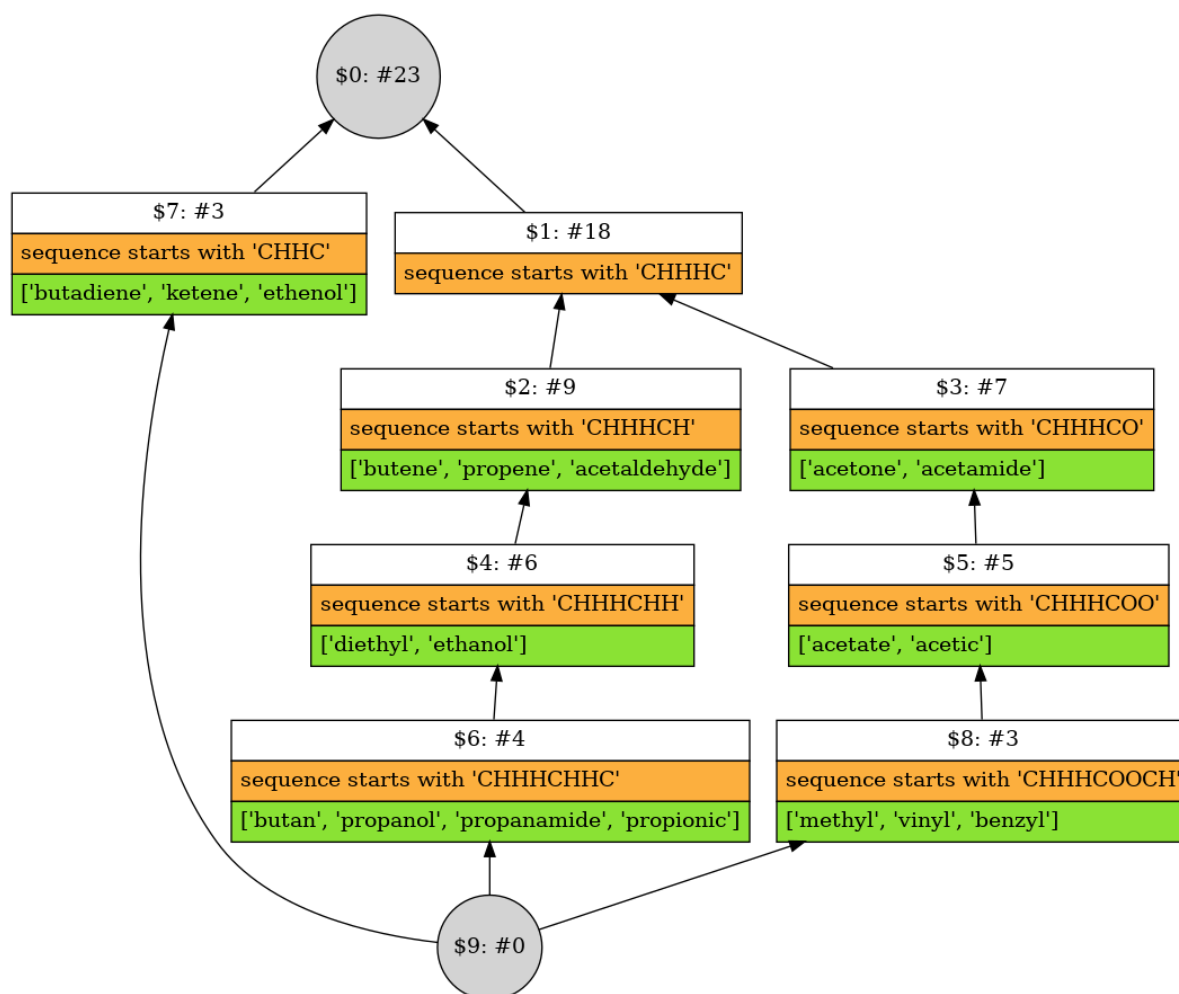 $0: #23
$7: #3
sequence starts with 'CHHC'
['butadiene', 'ketene', 'ethenol']
$1: #18
sequence starts with 'CHHHC'
$2: #9
sequence starts with 'CHHHCH'
['butene', 'propene', 'acetaldehyde']
$3: #7
sequence starts with 'CHHHCO'
['acetone', 'acetamide']
$4: #6
sequence starts with 'CHHHCHH'
['diethyl', 'ethanol']
$5: #5
sequence starts with 'CHHHCOO'
['acetate', 'acetic']
$6: #4
sequence starts with 'CHHHCHHC'
['butan', 'propanol', 'propanamide', 'propionic']
$8: #3
sequence starts with 'CHHHCOOCH'
['methyl', 'vinyl', 'benzyl']
$9: #0